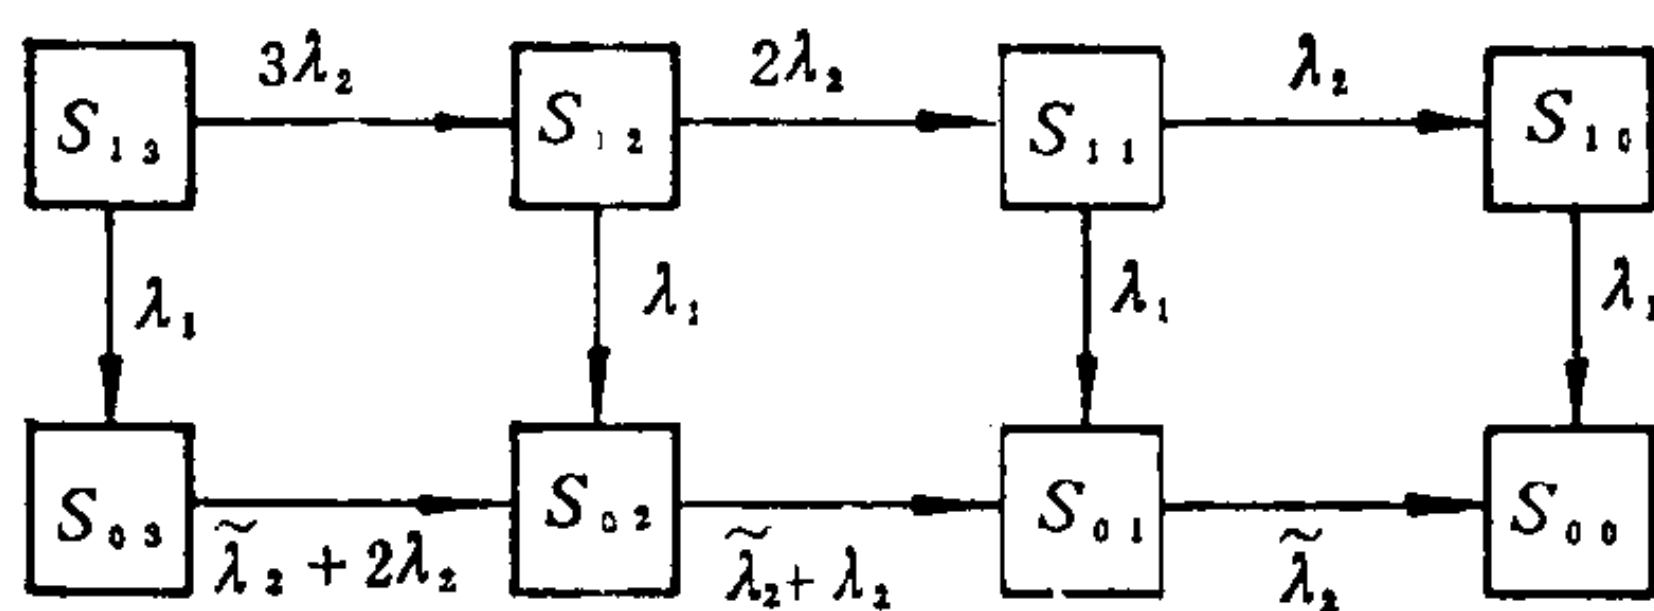 3λ₂ 2λ₂ λ₂
S₁₃ S₁₂ S₁₁ S₁₀
λ₁ λ₁ λ₁ λ₁
S₀₃ S₀₂ S₀₁ S₀₀
λ̃₂ + 2λ₂ λ̃₂ + λ₂ λ̃₂